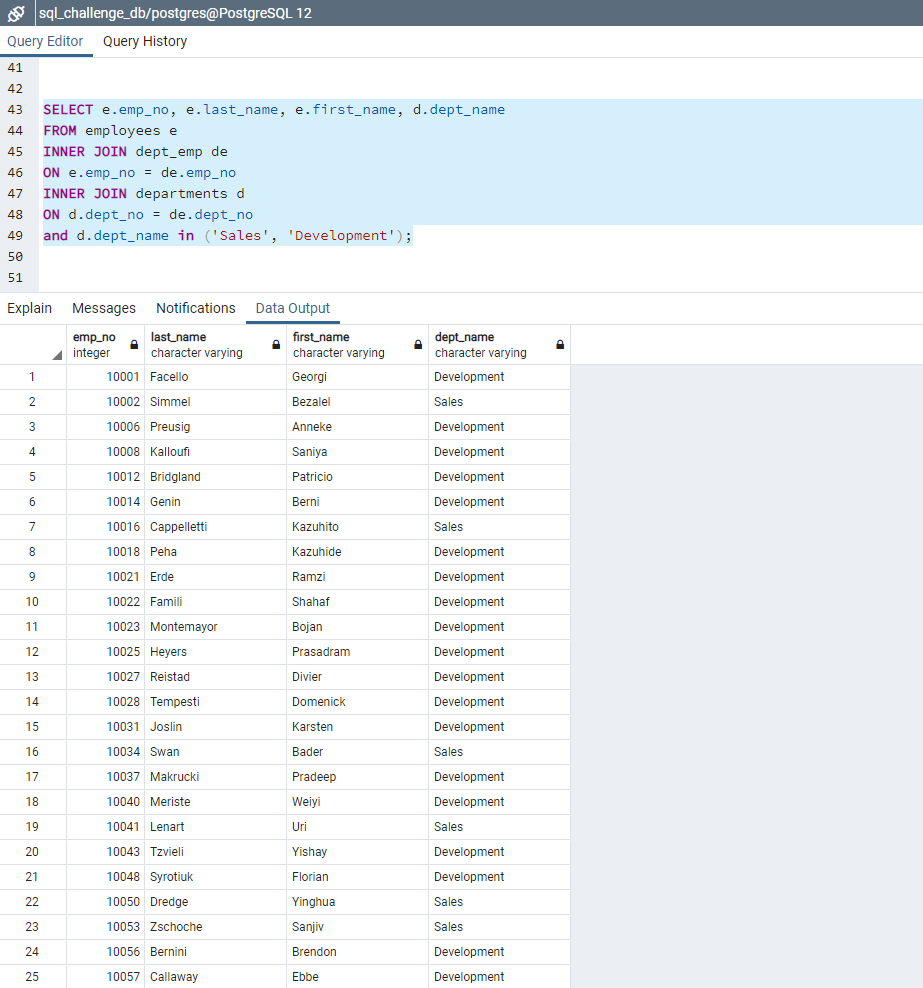 sql_challenge_db/postgres@PostgreSQL 12
Query Editor Query History
41
42
43 SELECT e.emp_no, e.last_name, e.first_name, d.dept_name
44 FROM employees e
45 INNER JOIN dept_emp de
46 ON e.emp_no = de.emp_no
47 INNER JOIN departments d
48 ON d.dept_no = de.dept_no
49 and d.dept_name in ('Sales', 'Development');
50
51
Explain Messages Notifications Data Output
emp_no last_name first_name dept_name
integer character varying character varying character varying
1 10001 Facello Georgi Development
2 10002 Simmel Bezalel Sales
3 10006 Preusig Anneke Development
4 10008 Kalloufi Saniya Development
5 10012 Bridgland Patricio Development
6 10014 Genin Berni Development
7 10016 Cappelletti Kazuhito Sales
8 10018 Peha Kazuhide Development
9 10021 Erde Ramzi Development
10 10022 Famili Shahaf Development
11 10023 Montemayor Bojan Development
12 10025 Heyers Prasadram Development
13 10027 Reistad Divier Development
14 10028 Tempesti Domenick Development
15 10031 Joslin Karsten Development
16 10034 Swan Bader Sales
17 10037 Makrucki Pradeep Development
18 10040 Meriste Weiyi Development
19 10041 Lenart Uri Sales
20 10043 Tzvieli Yishay Development
21 10048 Syrotiuk Florian Development
22 10050 Dredge Yinghua Sales
23 10053 Zschoche Sanjiv Sales
24 10056 Bernini Brendon Development
25 10057 Callaway Ebbe Development